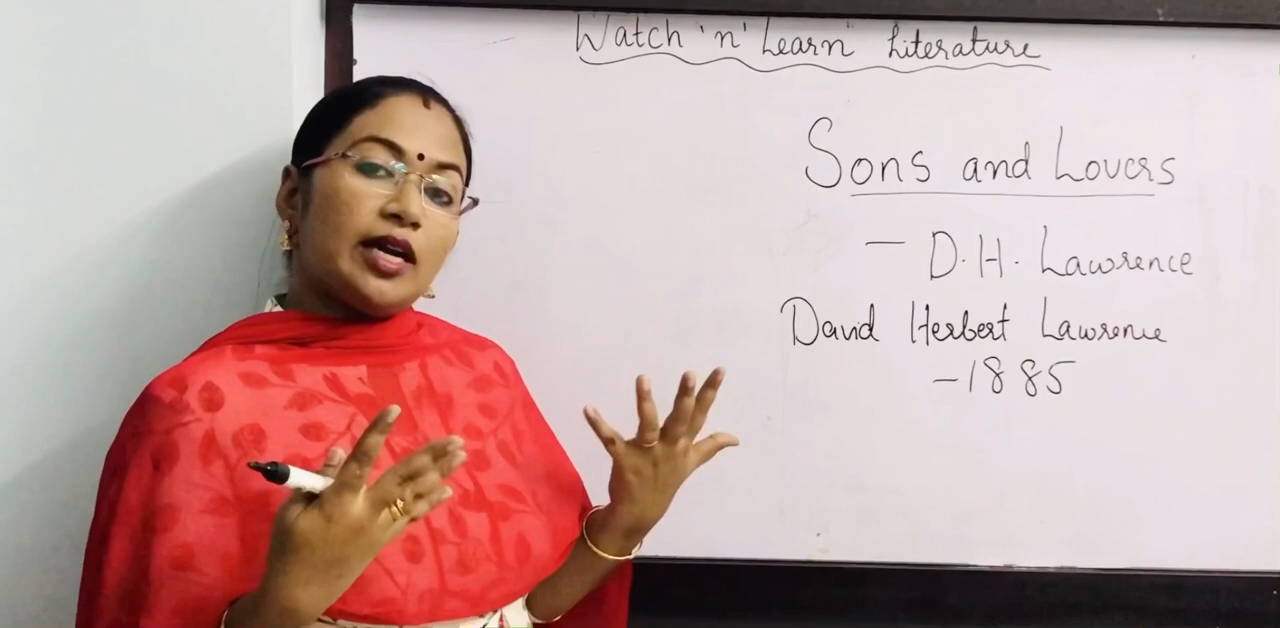 Watch 'n' Learn Literature
Sons and Lovers
- D.H. Lawrence
David Herbert Lawrence
- 1885